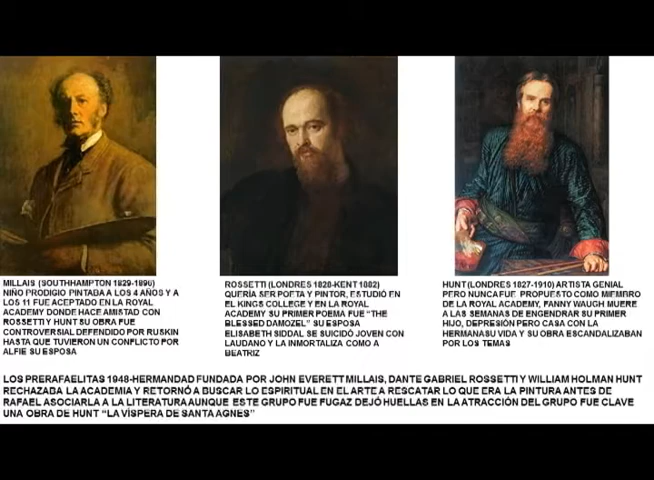 MILLAIS (SOUTHHAMPTON 1829-1896)
NIÑO PRODIGIO PINTABA A LOS 4 AÑOS Y A
LOS 11 FUE ACEPTADO EN LA ROYAL
ACADEMY DONDE HACE AMISTAD CON
ROSSETTI Y HUNT SU OBRA FUE
CONTROVERSIAL DEFENDIDO POR RUSKIN
HASTA QUE TUVIERON UN CONFLICTO POR
ALFIE SU ESPOSA
ROSSETTI (LONDRES 1828-KENT 1882)
QUERÍA SER POETA Y PINTOR, ESTUDIÓ EN
EL KINGS COLLEGE Y EN LA ROYAL
ACADEMY SU PRIMER POEMA FUE "THE
BLESSED DAMOZEL" SU ESPOSA
ELISABETH SIDDAL SE SUICIDÓ JOVEN CON
LAUDANO Y LA INMORTALIZA COMO A
BEATRIZ
HUNT (LONDRES 1827-1910) ARTISTA GENIAL
PERO NUNCA FUE PROPUESTO COMO MIEMBRO
DE LA ROYAL ACADEMY, FANNY WAUGH MUERE
A LAS SEMANAS DE ENGENDRAR SU PRIMER
HIJO, DEPRESIÓN PERO CASA CON LA
HERMANASU VIDA Y SU OBRA ESCANDALIZABAN
POR LOS TEMAS
LOS PRERAFAELITAS 1948-HERMANDAD FUNDADA POR JOHN EVERETT MILLAIS, DANTE GABRIEL ROSSETTI Y WILLIAM HOLMAN HUNT
RECHAZABA LA ACADEMIA Y RETORNÓ A BUSCAR LO ESPIRITUAL EN EL ARTE A RESCATAR LO QUE ERA LA PINTURA ANTES DE
RAFAEL ASOCIARLA A LA LITERATURA AUNQUE ESTE GRUPO FUE FUGAZ DEJÓ HUELLAS EN LA ATRACCIÓN DEL GRUPO FUE CLAVE
UNA OBRA DE HUNT "LA VÍSPERA DE SANTA AGNES"